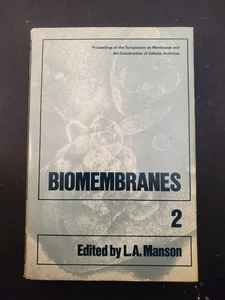 Proceedings of the Symposium on Membranes and
the Coordination of Cellular Activities
BIOMEMBRANES
2
Edited by L.A. Manson